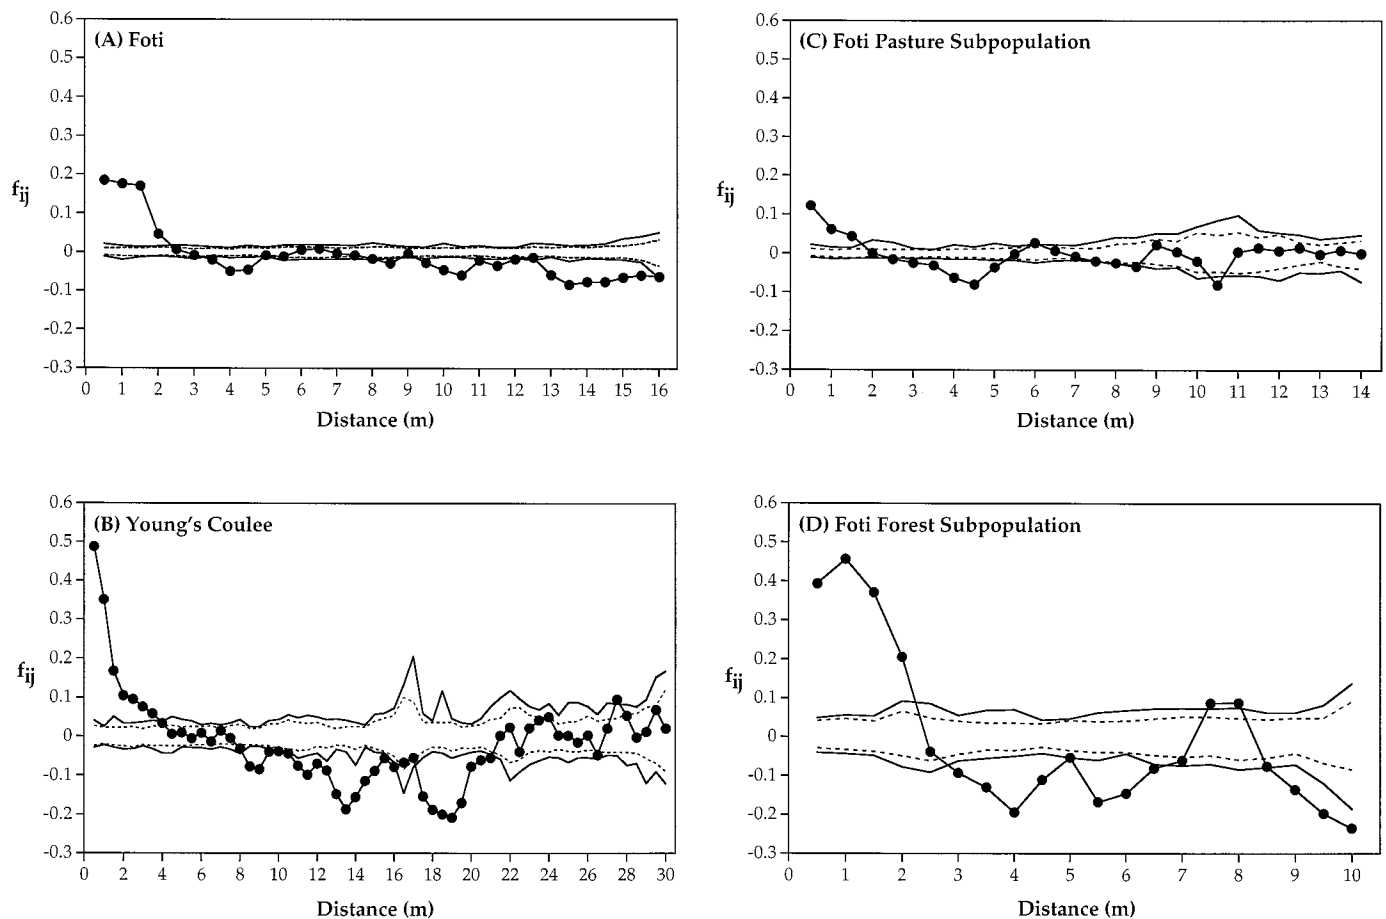 (A) Foti
0.6
0.5
0.4
0.3
0.2
0.1
0
-0.1
-0.2
-0.3
fij
0 1 2 3 4 5 6 7 8 9 10 11 12 13 14 15 16
Distance (m)
(C) Foti Pasture Subpopulation
0.6
0.5
0.4
0.3
0.2
0.1
0
-0.1
-0.2
-0.3
fij
0 1 2 3 4 5 6 7 8 9 10 11 12 13 14
Distance (m)
(B) Young's Coulee
0.6
0.5
0.4
0.3
0.2
0.1
0
-0.1
-0.2
-0.3
fij
0 2 4 6 8 10 12 14 16 18 20 22 24 26 28 30
Distance (m)
(D) Foti Forest Subpopulation
0.6
0.5
0.4
0.3
0.2
0.1
0
-0.1
-0.2
-0.3
fij
0 1 2 3 4 5 6 7 8 9 10
Distance (m)